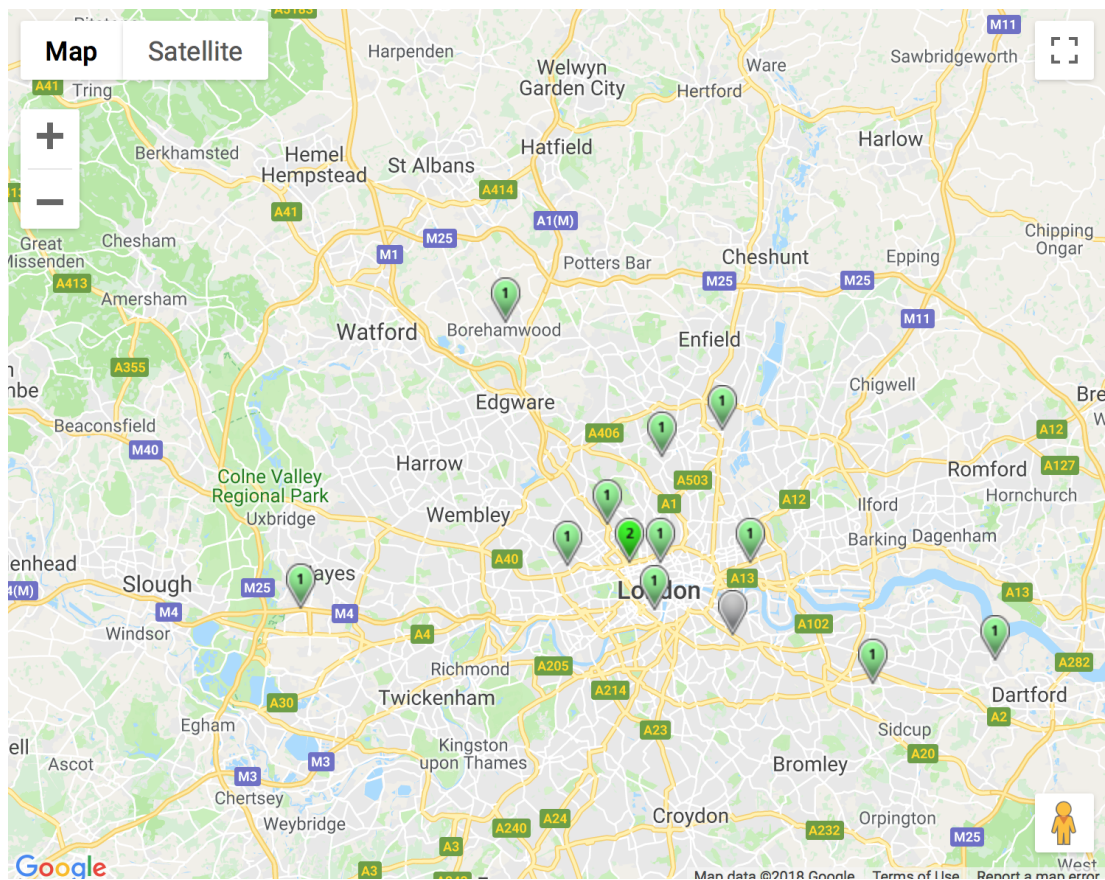 A5183
Map
Satellite
Harpenden
Welwyn
Garden City
Ware
M11
Sawbridgeworth
A41
Tring
Hertford
+
−
Berkhamsted
Hemel
Hempstead
St Albans
Hatfield
Harlow
A414
A41
A1(M)
Great
Missenden
Chesham
M1
M25
Potters Bar
Cheshunt
Epping
Chipping
Ongar
A413
Amersham
M25
M25
1
Borehamwood
Watford
Enfield
M11
A355
Chigwell
Edgware
1
Beaconsfield
M40
A406
1
A12
Harrow
Romford
A127
Colne Valley
Regional Park
A503
Hornchurch
Uxbridge
Wembley
1
A1
A12
Ilford
1
2
1
1
Barking
Dagenham
A40
Slough
1
M25
M4
M4
1
A13
A13
Windsor
A4
A102
1
A205
Richmond
1
A282
Twickenham
A214
Dartford
A30
A2
Egham
A23
Sidcup
A20
Ascot
Kingston
upon Thames
Bromley
M3
M3
Chertsey
Weybridge
A24
A240
Croydon
A232
Orpington
M25
A3
A3
Google
Map data ©2018 Google
Terms of Use
Report a map error
West